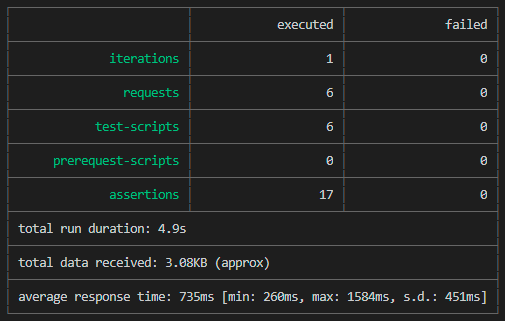 executed failed
iterations 1 0
requests 6 0
test-scripts 6 0
prerequest-scripts 0 0
assertions 17 0
total run duration: 4.9s
total data received: 3.08KB (approx)
average response time: 735ms [min: 260ms, max: 1584ms, s.d.: 451ms]